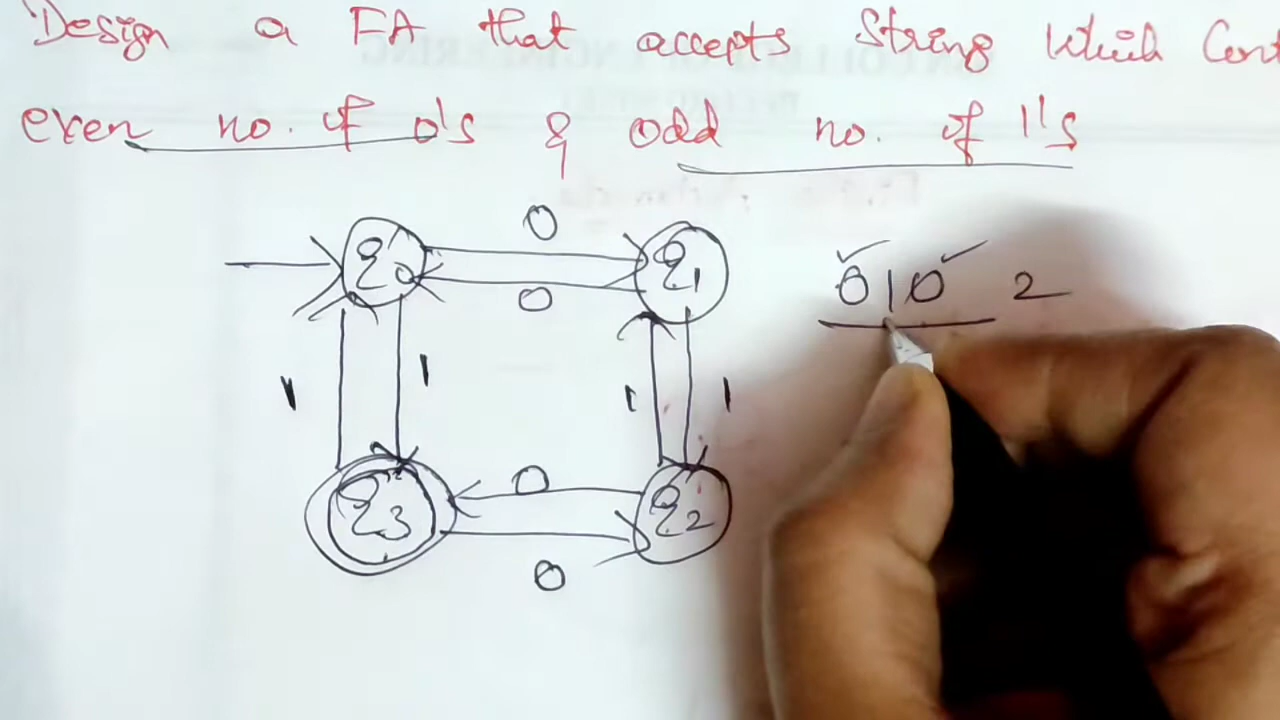 Design a FA that accepts String which Cont
even no. of 0's & odd no. of 1's
0
q0 q1
0
010 2
1 1 1 1
0
q3 q2
0